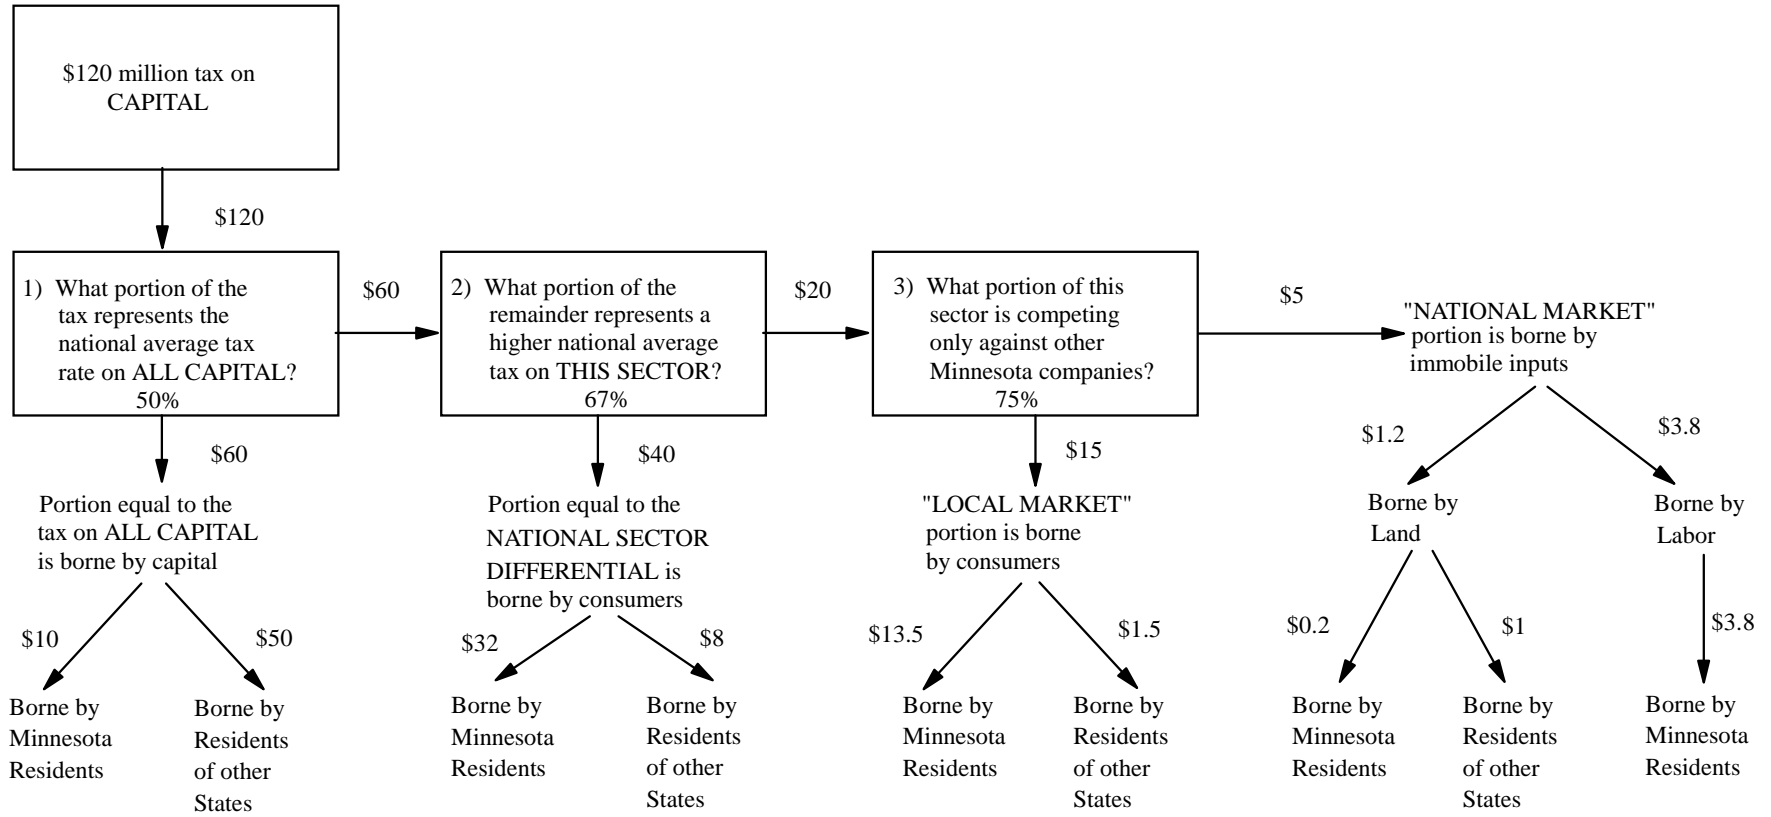 $120 million tax on
CAPITAL
$120
1) What portion of the
tax represents the
national average tax
rate on ALL CAPITAL?
50%
$60
2) What portion of the
remainder represents a
higher national average
tax on THIS SECTOR?
67%
$20
3) What portion of this
sector is competing
only against other
Minnesota companies?
75%
$5
"NATIONAL MARKET"
portion is borne by
immobile inputs
$60
Portion equal to the
tax on ALL CAPITAL
is borne by capital
$10
$50
Borne by
Minnesota
Residents
Borne by
Residents
of other
States
$40
Portion equal to the
NATIONAL SECTOR
DIFFERENTIAL is
borne by consumers
$32
$8
Borne by
Minnesota
Residents
Borne by
Residents
of other
States
$15
"LOCAL MARKET"
portion is borne
by consumers
$13.5
$1.5
Borne by
Minnesota
Residents
Borne by
Residents
of other
States
$1.2
$3.8
Borne by
Land
Borne by
Labor
$0.2
$1
$3.8
Borne by
Minnesota
Residents
Borne by
Residents
of other
States
Borne by
Minnesota
Residents